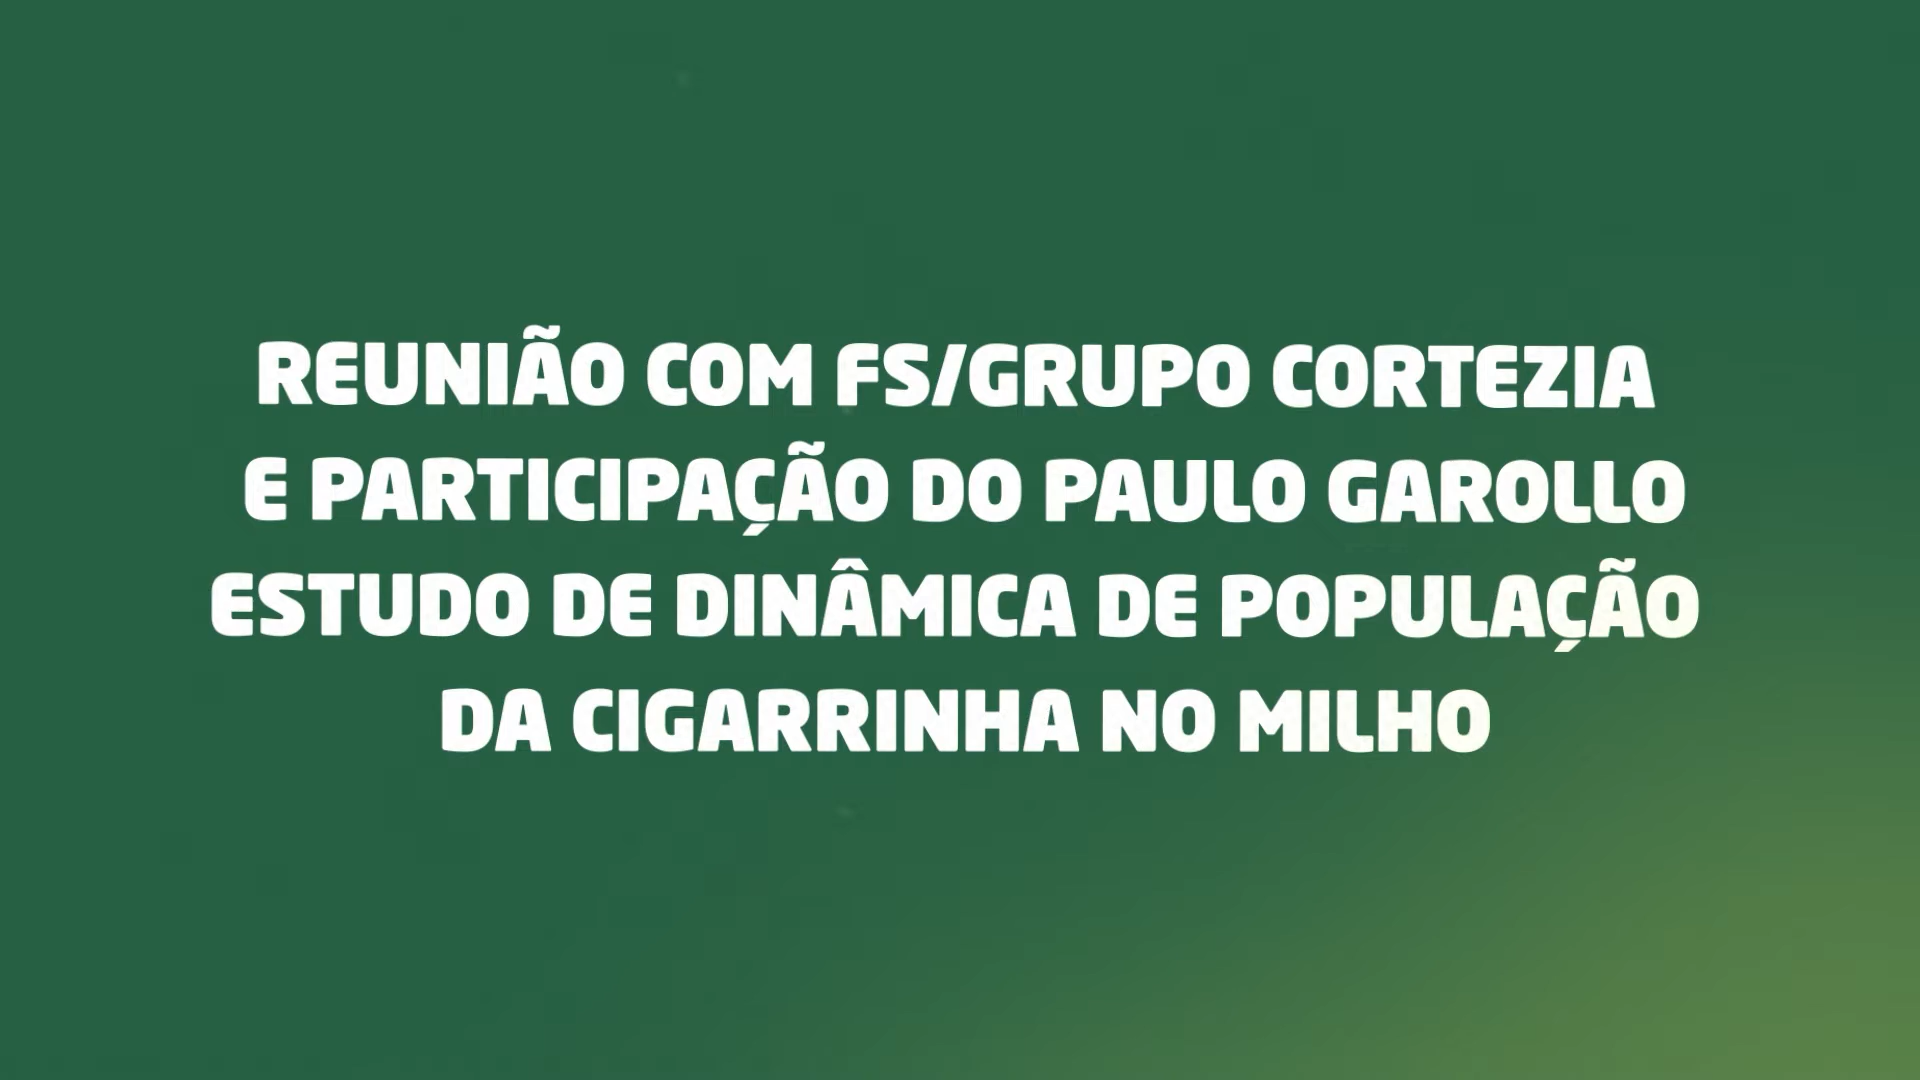 REUNIÃO COM FS/GRUPO CORTEZIA
E PARTICIPAÇÃO DO PAULO GAROLLO
ESTUDO DE DINÂMICA DE POPULAÇÃO
DA CIGARRINHA NO MILHO